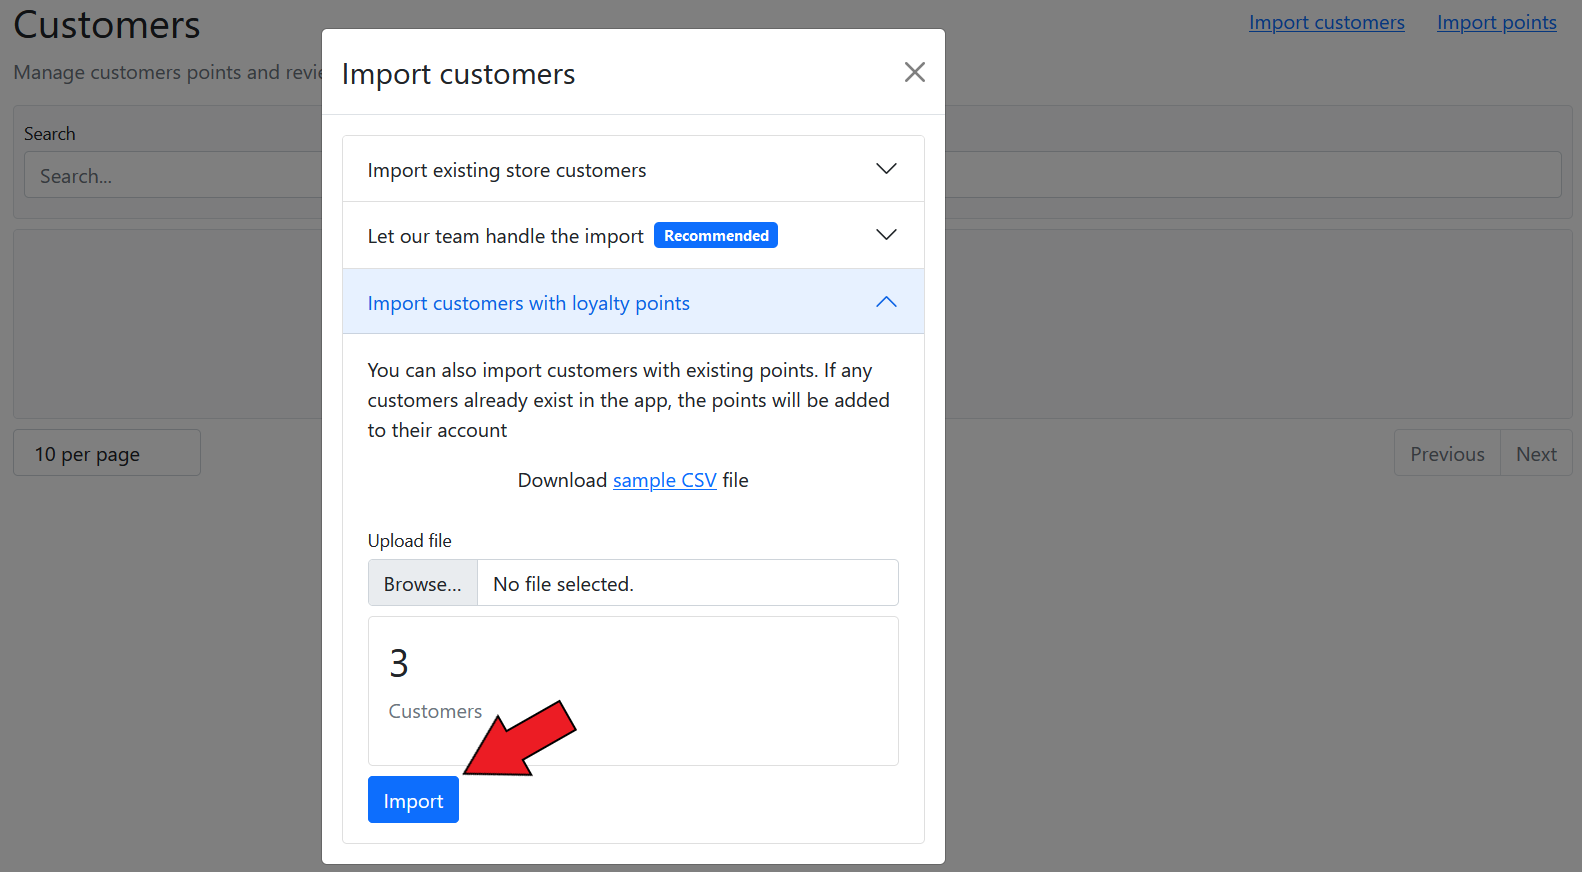 Customers
Import customers
Import points
Manage customers points and revi
Search
Search...
10 per page
Previous
Next
Import customers
Import existing store customers
Let our team handle the import
Recommended
Import customers with loyalty points
You can also import customers with existing points. If any
customers already exist in the app, the points will be added
to their account
Download sample CSV file
Upload file
Browse...
No file selected.
3
Customers
Import